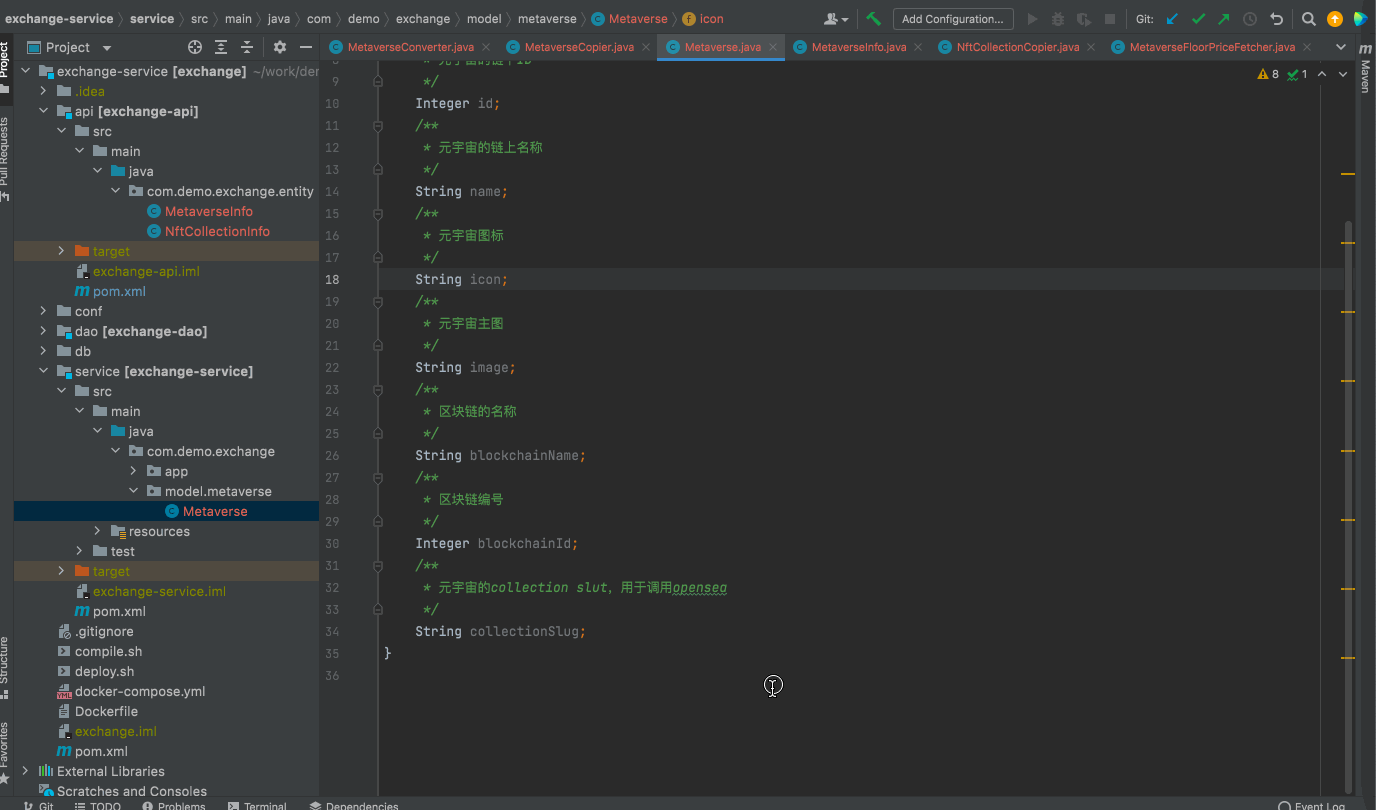 exchange-service service src main java com demo exchange model metaverse Metaverse icon Add Configuration... Git:
Project MetaverseConverter.java MetaverseCopier.java Metaverse.java MetaverseInfo.java NftCollectionCopier.java MetaverseFloorPriceFetcher.java
Project
Pull Requests
Structure
Favorites
Maven
exchange-service [exchange] ~/work/der
.idea
api [exchange-api]
src
main
java
com.demo.exchange.entity
MetaverseInfo
NftCollectionInfo
target
exchange-api.iml
pom.xml
conf
dao [exchange-dao]
db
service [exchange-service]
src
main
java
com.demo.exchange
app
model.metaverse
Metaverse
resources
test
target
exchange-service.iml
pom.xml
.gitignore
compile.sh
deploy.sh
docker-compose.yml
Dockerfile
exchange.iml
pom.xml
External Libraries
Scratches and Consoles
8 1
8 * 元宇宙的链下ID
9 */
10 Integer id;
11 /**
12 * 元宇宙的链上名称
13 */
14 String name;
15 /**
16 * 元宇宙图标
17 */
18 String icon;
19 /**
20 * 元宇宙主图
21 */
22 String image;
23 /**
24 * 区块链的名称
25 */
26 String blockchainName;
27 /**
28 * 区块链编号
29 */
30 Integer blockchainId;
31 /**
32 * 元宇宙的collection slut，用于调用opensea
33 */
34 String collectionSlug;
35 }
36
Git TODO Problems Terminal Dependencies Event Log